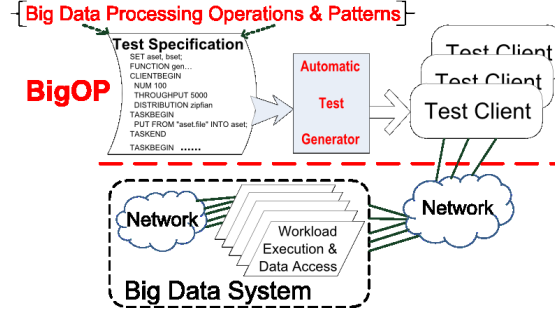 Big Data Processing Operations & Patterns
Test Specification
SET aset, bset;
FUNCTION gen...
CLIENTBEGIN
NUM 100
THROUGHPUT 5000
DISTRIBUTION zipfian
TASKBEGIN
PUT FROM "aset.file" INTO aset;
TASKEND
TASKBEGIN ......
BigOP
Automatic
Test
Generator
Test Client
Test Client
Test Client
Network
Network
Workload
Execution &
Data Access
Big Data System